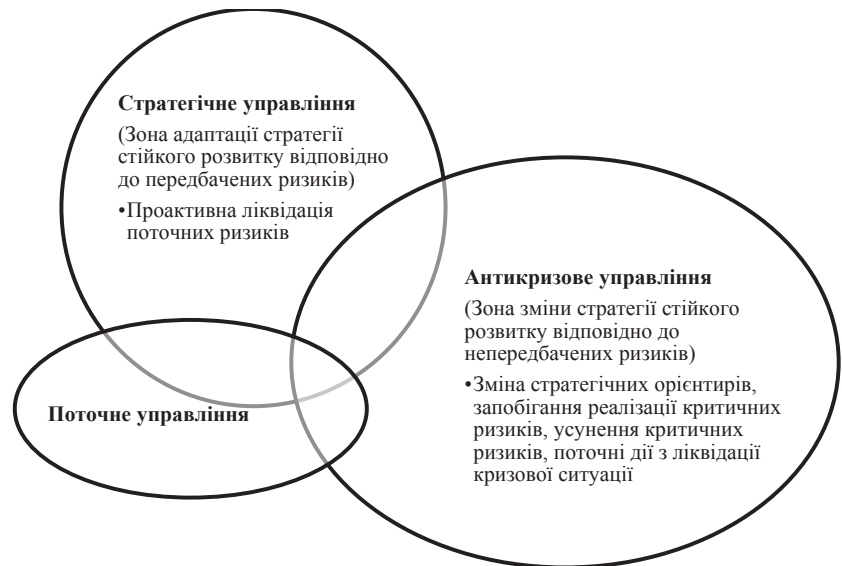 Стратегічне управління
(Зона адаптації стратегії
стійкого розвитку відповідно
до передбачених ризиків)
•Проактивна ліквідація
поточних ризиків
Антикризове управління
(Зона зміни стратегії стійкого
розвитку відповідно до
непередбачених ризиків)
•Зміна стратегічних орієнтирів,
запобігання реалізації критичних
ризиків, усунення критичних
ризиків, поточні дії з ліквідації
кризової ситуації
Поточне управління